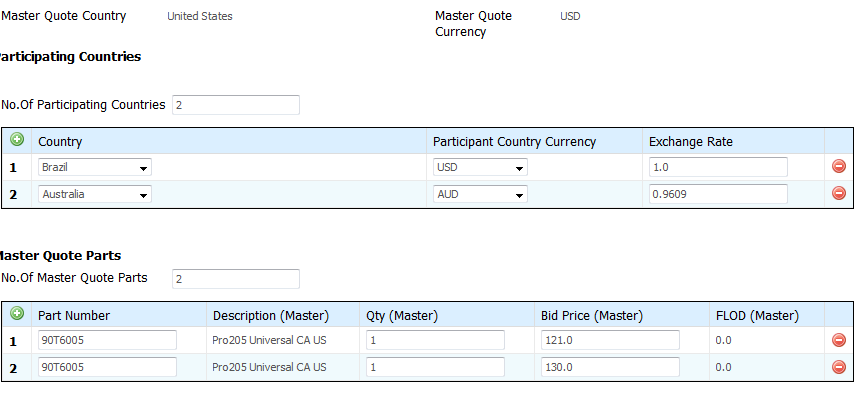 Master Quote Country United States Master Quote Currency USD
articipating Countries
No.Of Participating Countries 2
Country Participant Country Currency Exchange Rate
1 Brazil USD 1.0
2 Australia AUD 0.9609
Master Quote Parts
No.Of Master Quote Parts 2
Part Number Description (Master) Qty (Master) Bid Price (Master) FLOD (Master)
1 90T6005 Pro205 Universal CA US 1 121.0 0.0
2 90T6005 Pro205 Universal CA US 1 130.0 0.0